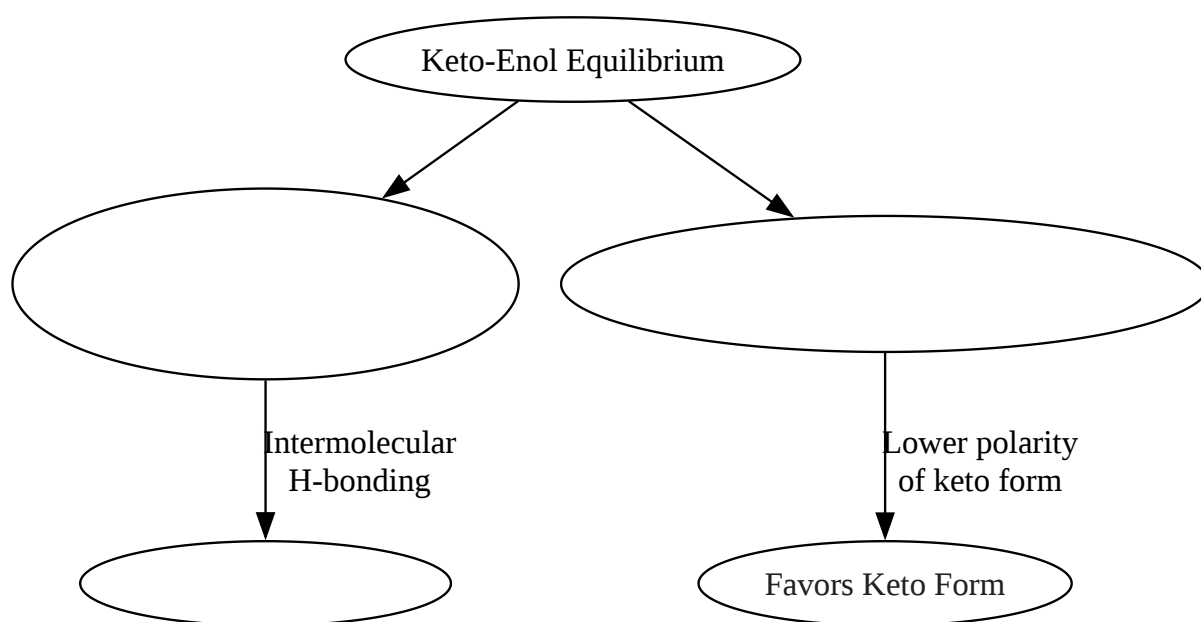 Keto-Enol Equilibrium
Intermolecular
H-bonding
Lower polarity
of keto form
Favors Keto Form